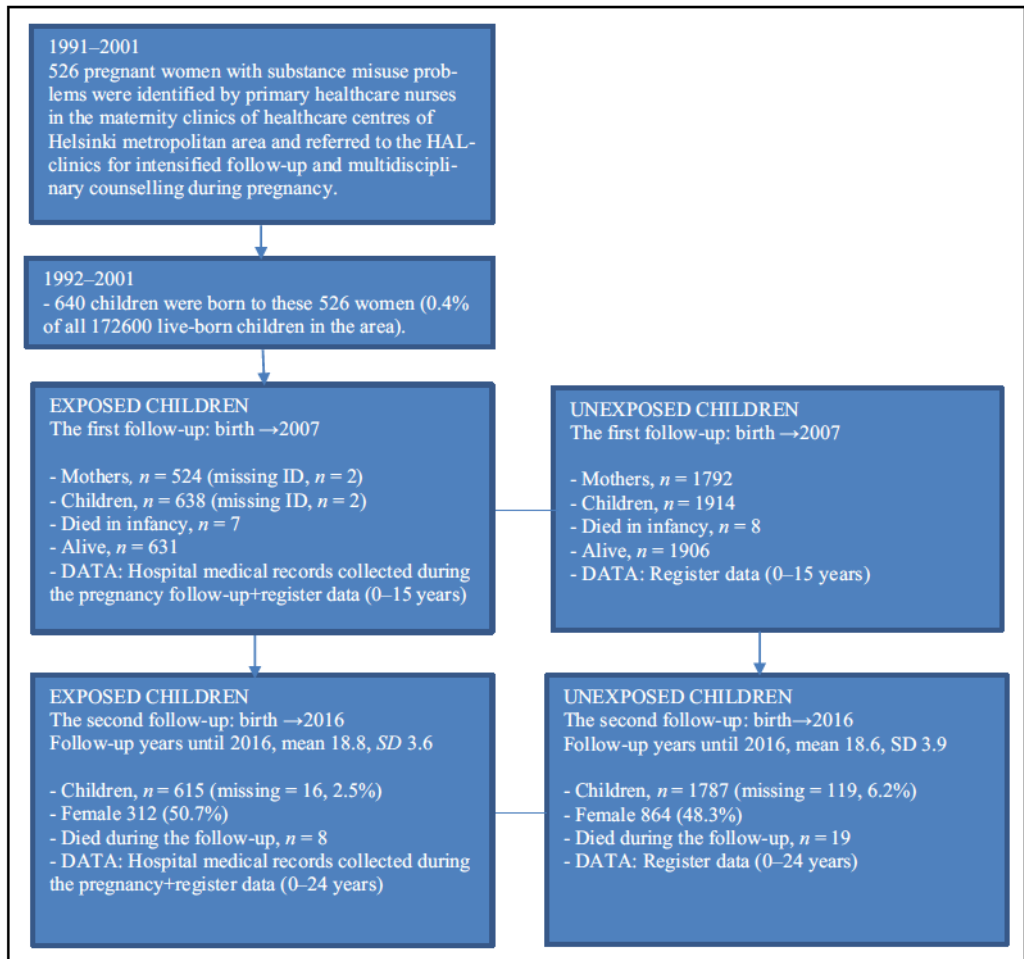 1991–2001
526 pregnant women with substance misuse prob-
lems were identified by primary healthcare nurses
in the maternity clinics of healthcare centres of
Helsinki metropolitan area and referred to the HAL-
clinics for intensified follow-up and multidiscipli-
nary counselling during pregnancy.
1992–2001
- 640 children were born to these 526 women (0.4%
of all 172600 live-born children in the area).
EXPOSED CHILDREN
The first follow-up: birth →2007
- Mothers, n = 524 (missing ID, n = 2)
- Children, n = 638 (missing ID, n = 2)
- Died in infancy, n = 7
- Alive, n = 631
- DATA: Hospital medical records collected during
the pregnancy follow-up+register data (0–15 years)
UNEXPOSED CHILDREN
The first follow-up: birth →2007
- Mothers, n = 1792
- Children, n = 1914
- Died in infancy, n = 8
- Alive, n = 1906
- DATA: Register data (0–15 years)
EXPOSED CHILDREN
The second follow-up: birth →2016
Follow-up years until 2016, mean 18.8, SD 3.6
- Children, n = 615 (missing = 16, 2.5%)
- Female 312 (50.7%)
- Died during the follow-up, n = 8
- DATA: Hospital medical records collected during
the pregnancy+register data (0–24 years)
UNEXPOSED CHILDREN
The second follow-up: birth→2016
Follow-up years until 2016, mean 18.6, SD 3.9
- Children, n = 1787 (missing = 119, 6.2%)
- Female 864 (48.3%)
- Died during the follow-up, n = 19
- DATA: Register data (0–24 years)